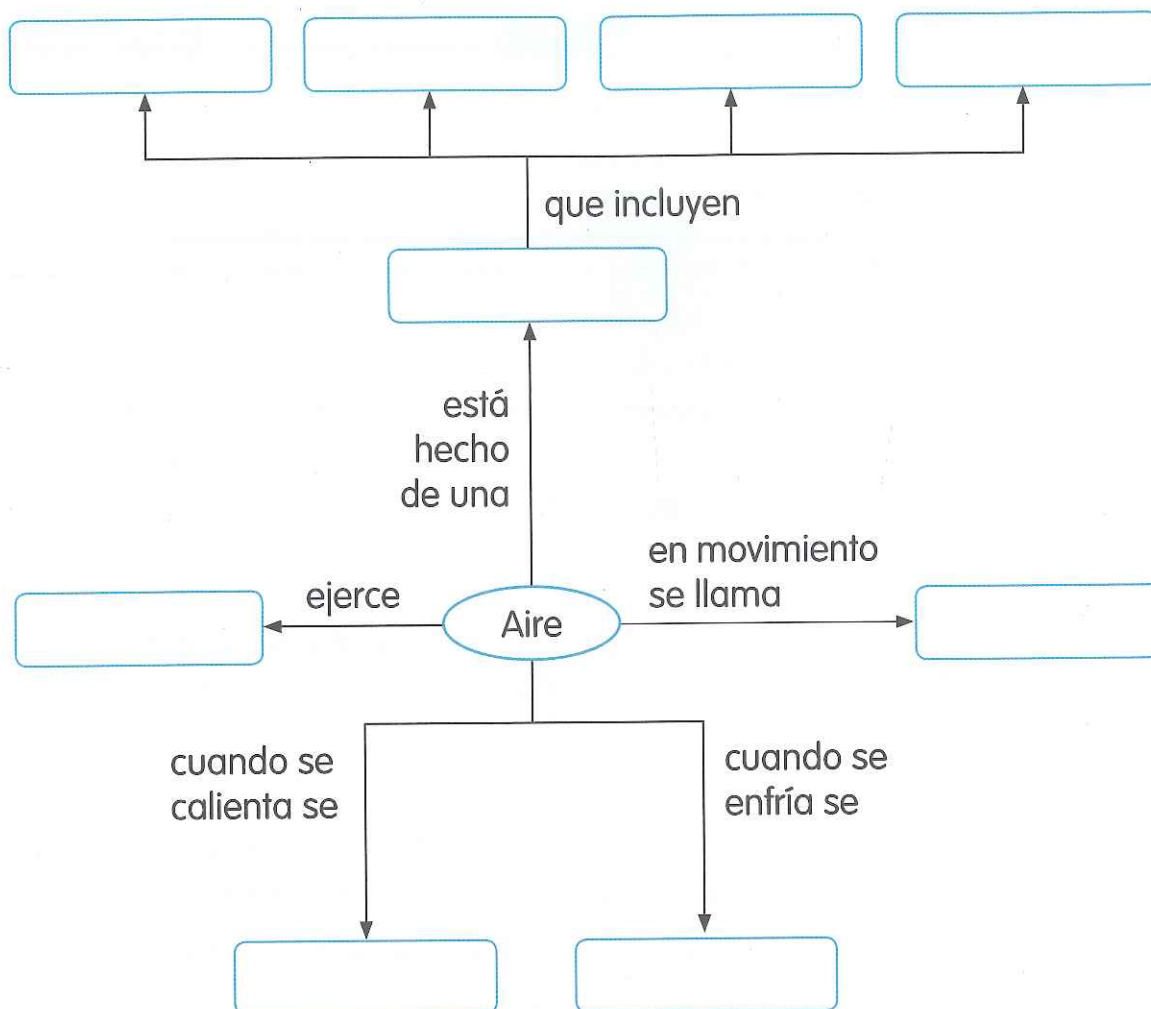 que incluyen
está
hecho
de una
en movimiento
se llama
ejerce
Aire
cuando se
calienta se
cuando se
enfría se